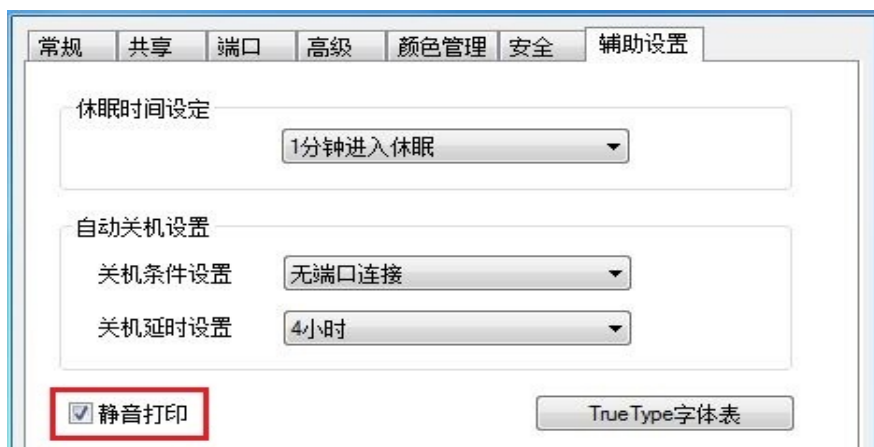 常规 共享 端口 高级 颜色管理 安全 辅助设置
休眠时间设定
1分钟进入休眠
自动关机设置
关机条件设置 无端口连接
关机延时设置 4小时
静音打印 TrueType字体表